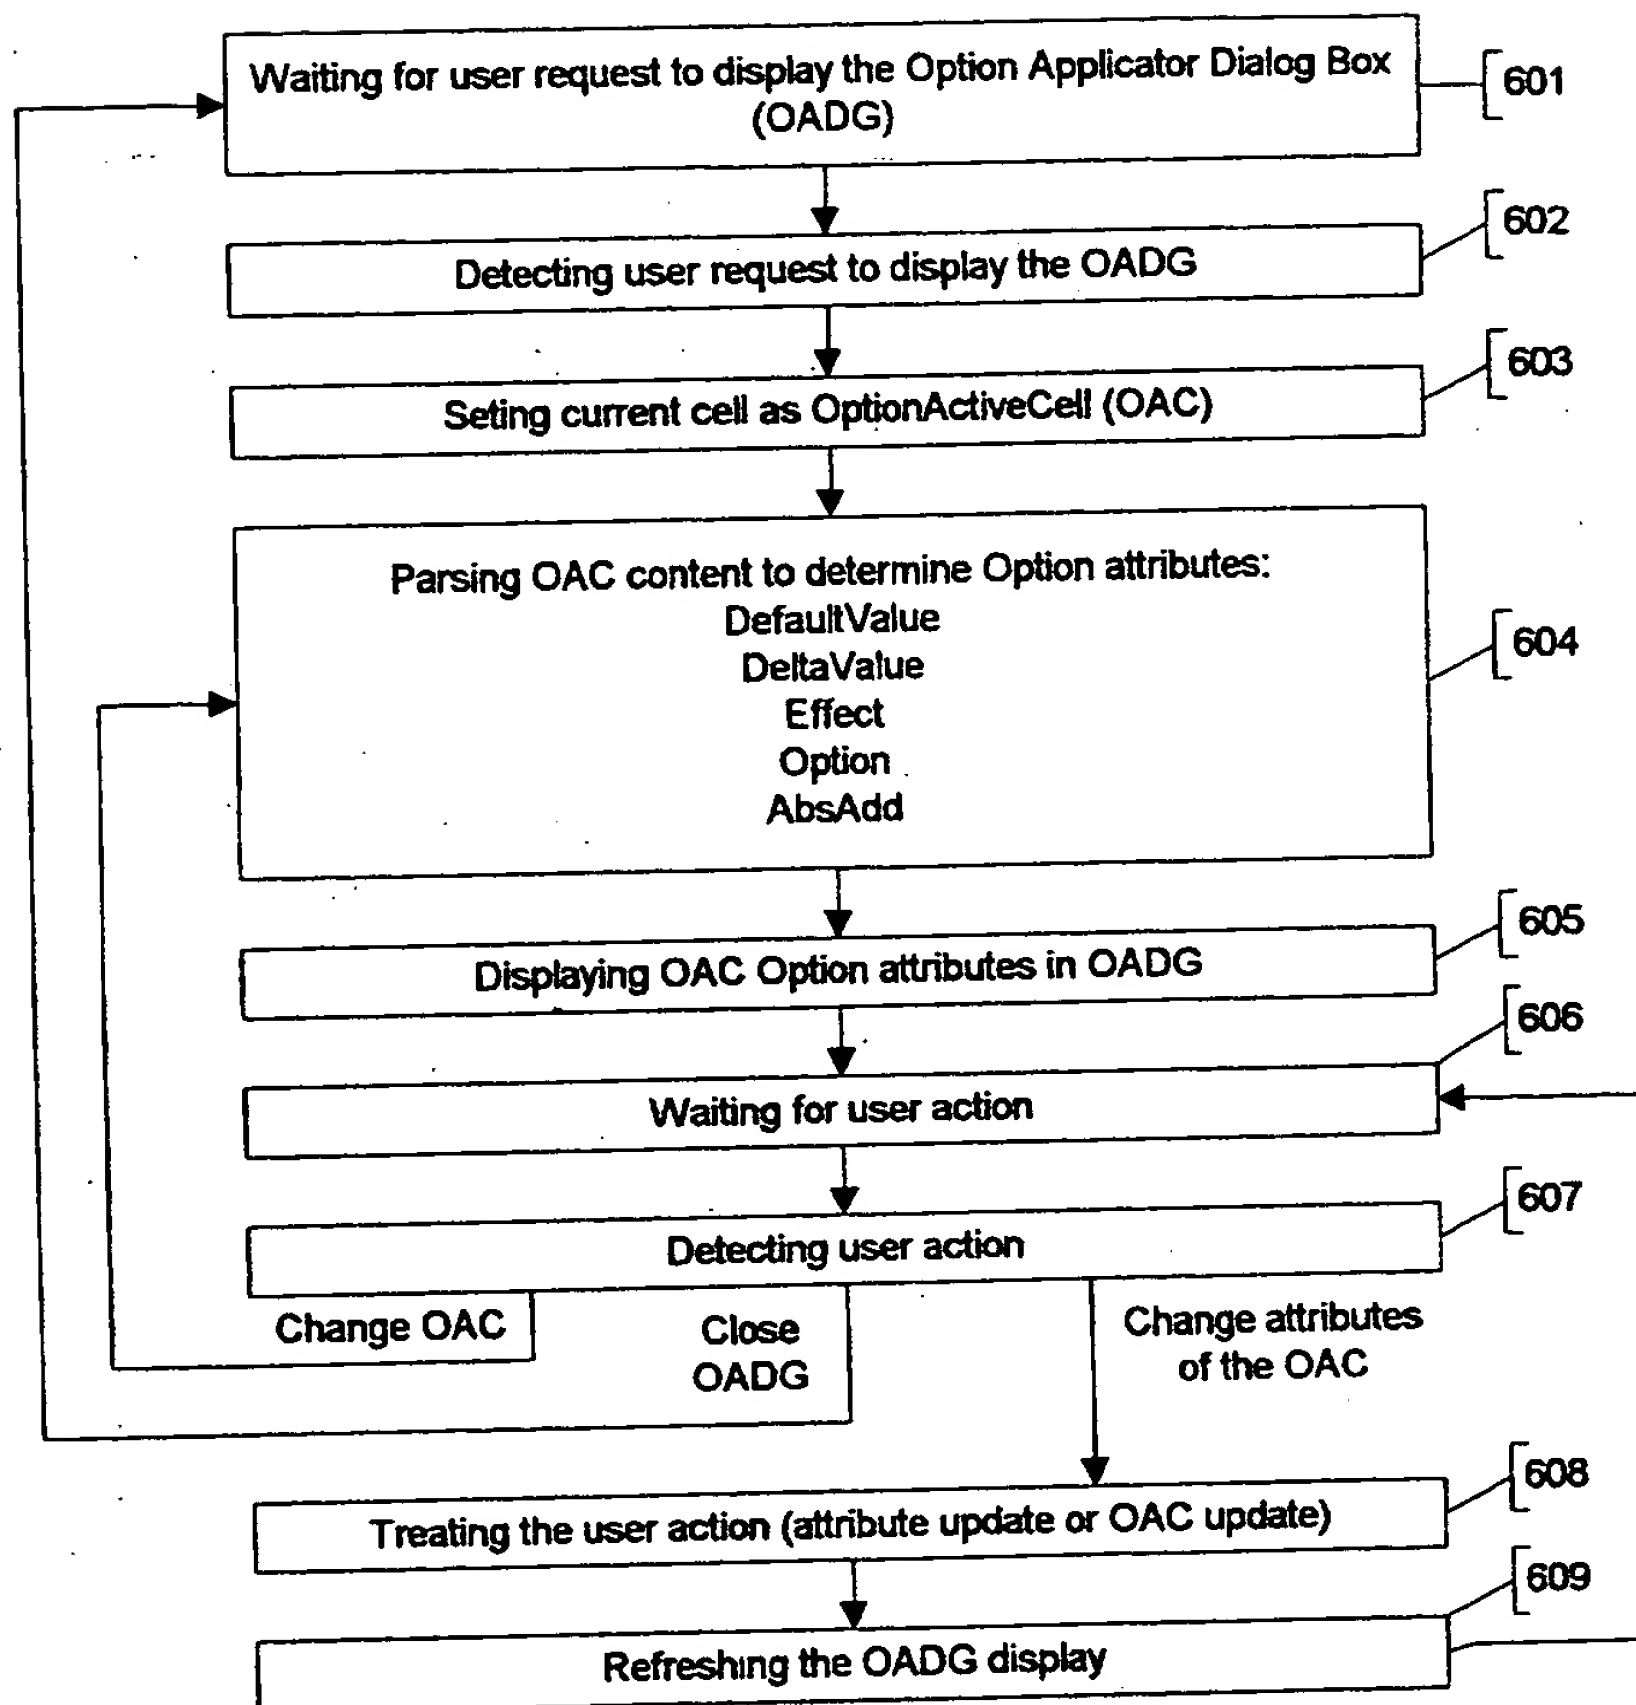 Waiting for user request to display the Option Applicator Dialog Box
(OADG)
601
602
Detecting user request to display the OADG
603
Seting current cell as OptionActiveCell (OAC)
Parsing OAC content to determine Option attributes:
DefaultValue
DeltaValue
Effect
Option
AbsAdd
604
605
Displaying OAC Option attributes in OADG
606
Waiting for user action
607
Detecting user action
Change OAC
Close
OADG
Change attributes
of the OAC
608
Treating the user action (attribute update or OAC update)
609
Refreshing the OADG display